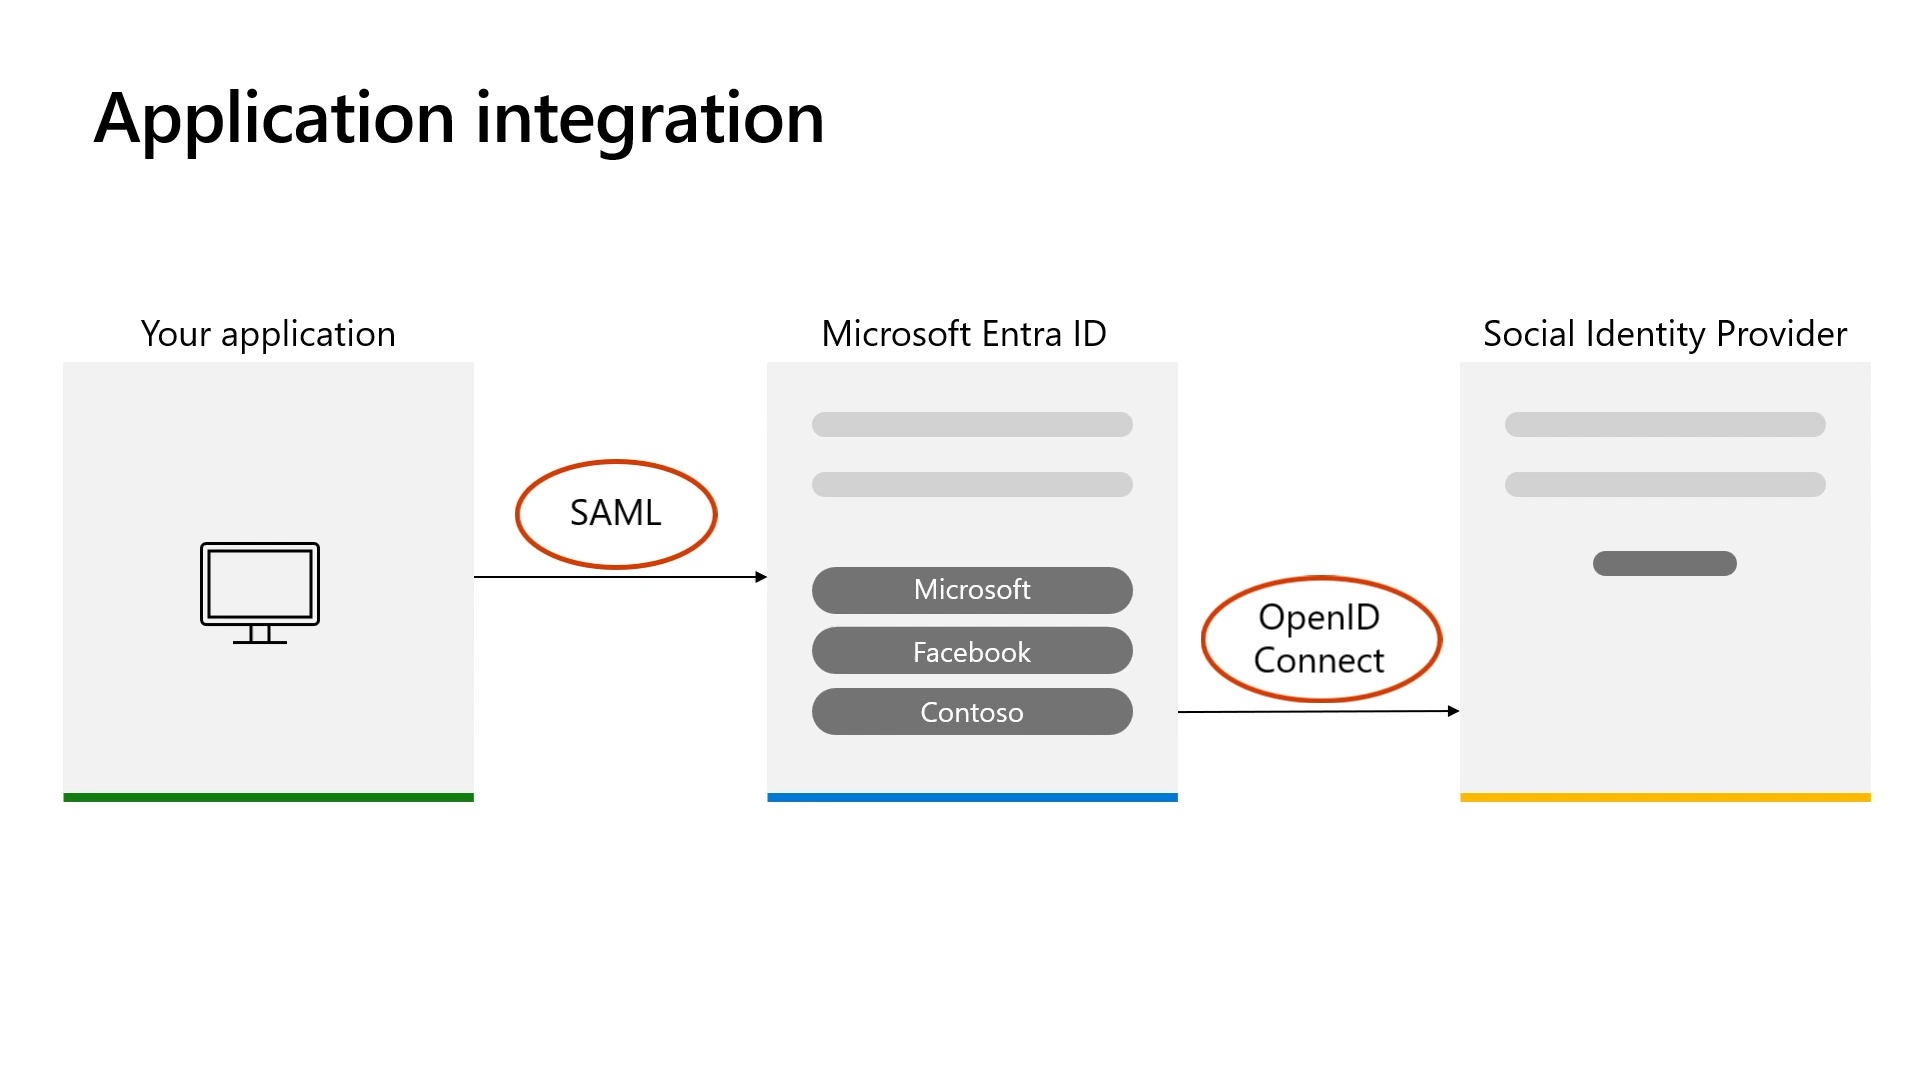 Application integration
Your application
Microsoft Entra ID
Social Identity Provider
SAML
Microsoft
Facebook
Contoso
OpenID
Connect